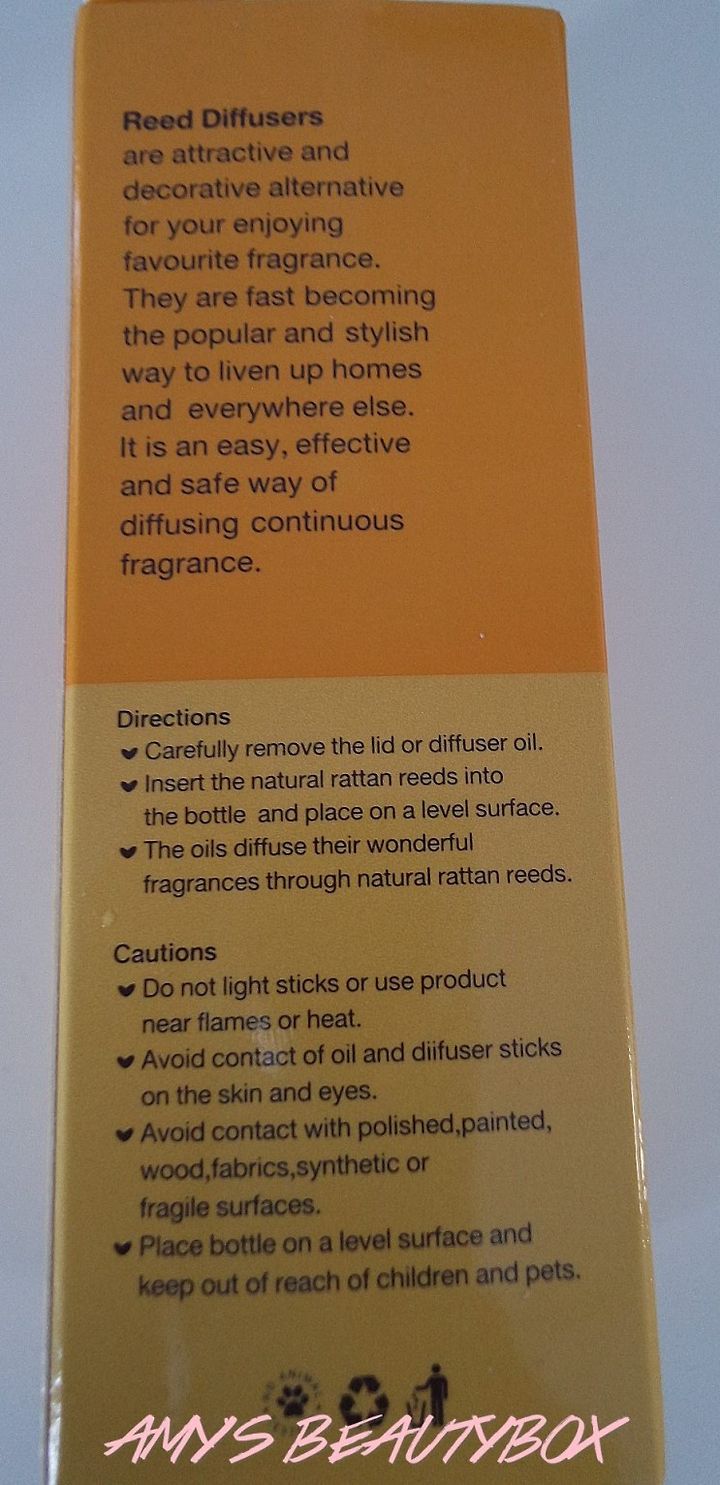 Reed Diffusers
are attractive and
decorative alternative
for your enjoying
favourite fragrance.
They are fast becoming
the popular and stylish
way to liven up homes
and everywhere else.
It is an easy, effective
and safe way of
diffusing continuous
fragrance.
Directions
Carefully remove the lid or diffuser oil.
Insert the natural rattan reeds into
the bottle and place on a level surface.
The oils diffuse their wonderful
fragrances through natural rattan reeds.
Cautions
Do not light sticks or use product
near flames or heat.
Avoid contact of oil and diifuser sticks
on the skin and eyes.
Avoid contact with polished,painted,
wood,fabrics,synthetic or
fragile surfaces.
Place bottle on a level surface and
keep out of reach of children and pets.
AMYS BEAUTYBOX